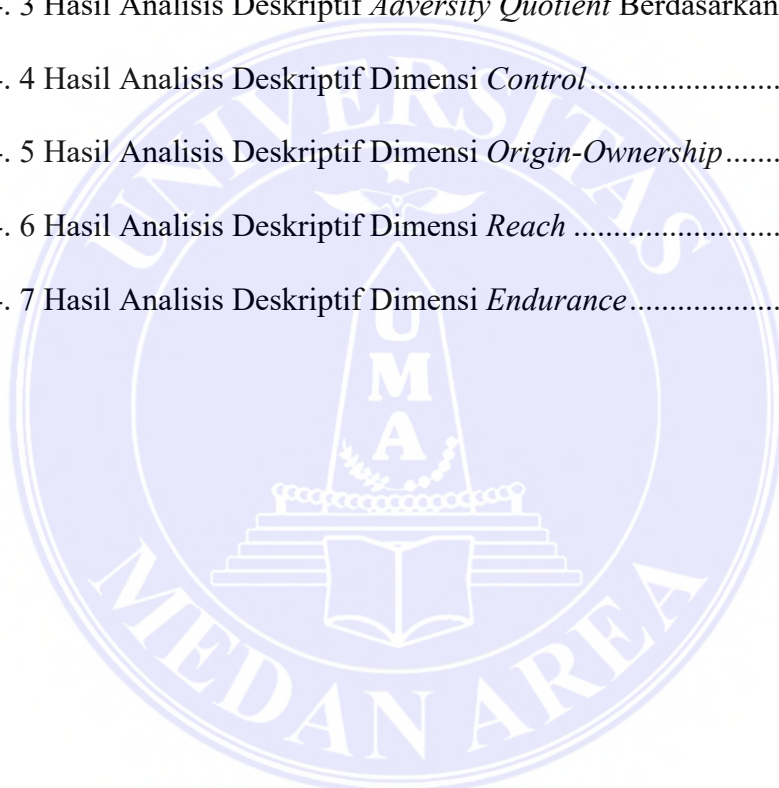 . 3 Hasil Analisis Deskriptif Adversity Quotient Berdasarkan
. 4 Hasil Analisis Deskriptif Dimensi Control........................
. 5 Hasil Analisis Deskriptif Dimensi Origin-Ownership.......
. 6 Hasil Analisis Deskriptif Dimensi Reach ..........................
. 7 Hasil Analisis Deskriptif Dimensi Endurance...................
UNIVERSITAS
UMA
MEDAN AREA